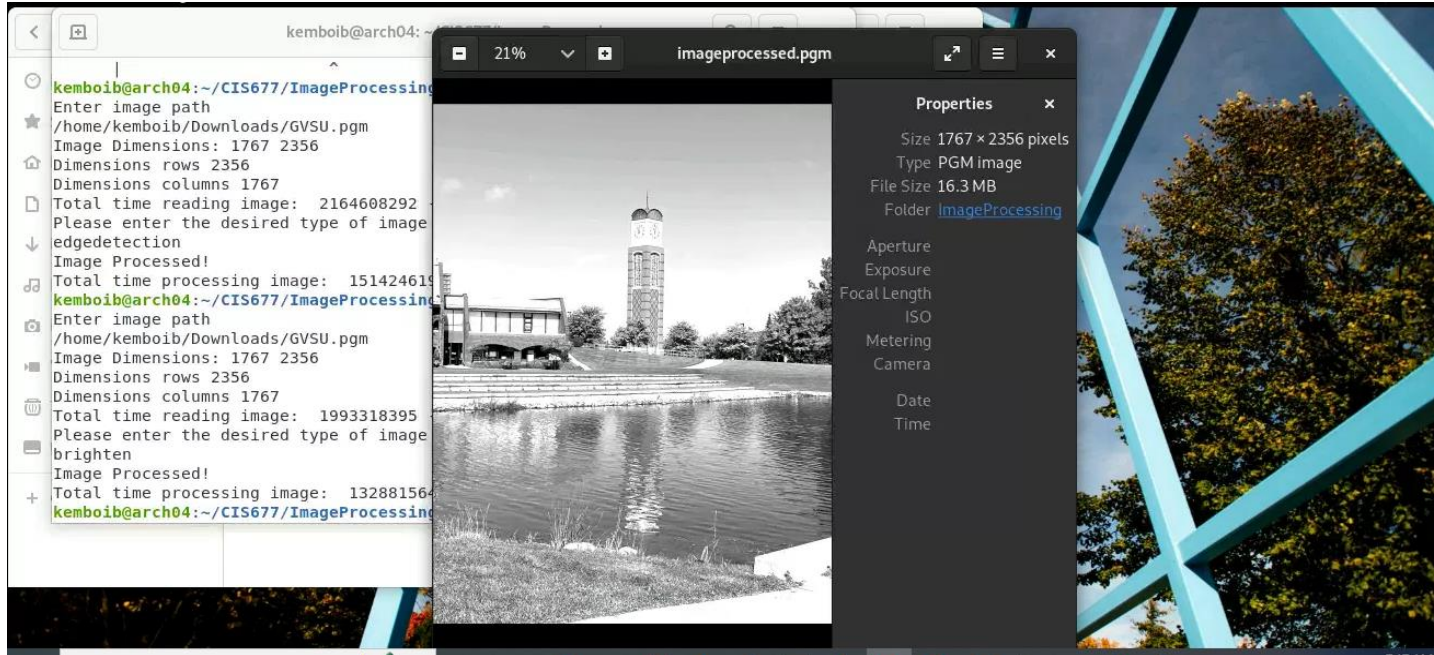 kemboib@arch04: ~
kemboib@arch04:~/CIS677/ImageProcessing
Enter image path
/home/kemboib/Downloads/GVSU.pgm
Image Dimensions: 1767 2356
Dimensions rows 2356
Dimensions columns 1767
Total time reading image:  2164608292
Please enter the desired type of image
edgedetection
Image Processed!
Total time processing image:  151424619
kemboib@arch04:~/CIS677/ImageProcessing
Enter image path
/home/kemboib/Downloads/GVSU.pgm
Image Dimensions: 1767 2356
Dimensions rows 2356
Dimensions columns 1767
Total time reading image:  1993318395
Please enter the desired type of image
brighten
Image Processed!
Total time processing image:  132881564
kemboib@arch04:~/CIS677/ImageProcessing
21%
imageprocessed.pgm
Properties
Size 1767 × 2356 pixels
Type PGM image
File Size 16.3 MB
Folder ImageProcessing
Aperture
Exposure
Focal Length
ISO
Metering
Camera
Date
Time